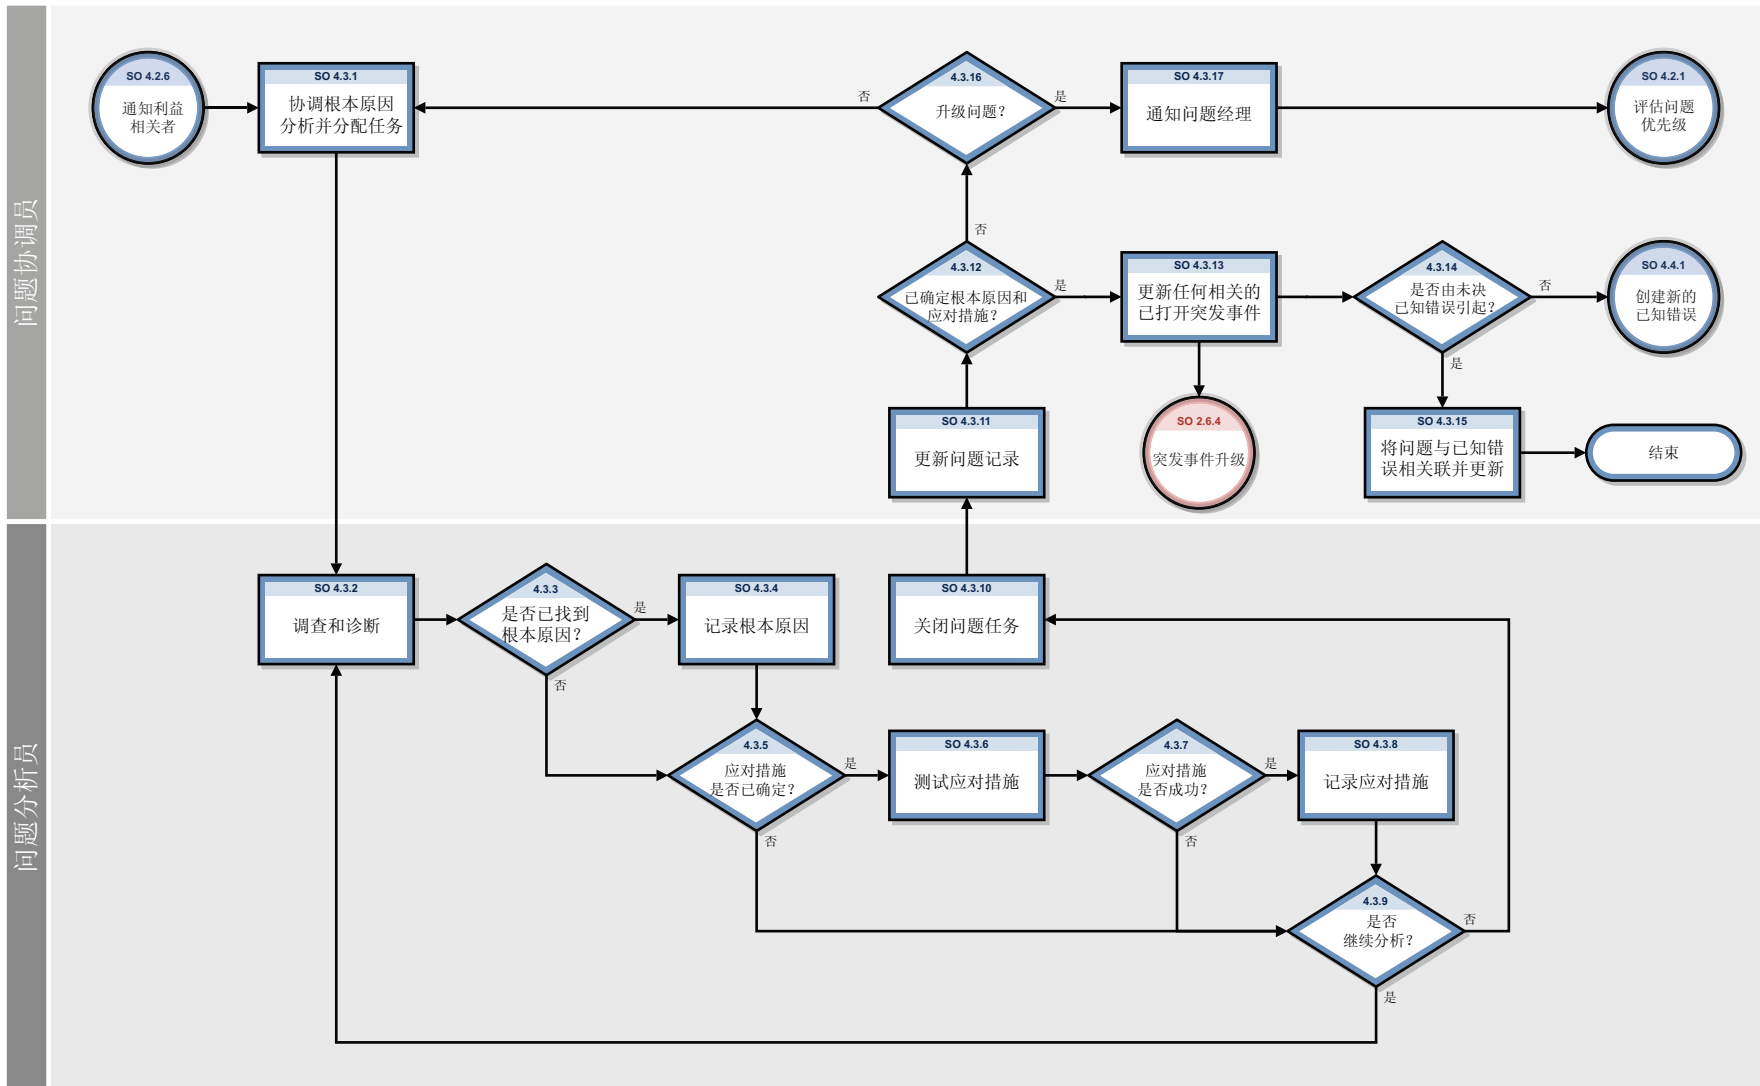 问题协调员
SO 4.2.6
通知利益
相关者
SO 4.3.1
协调根本原因
分析并分配任务
否
4.3.16
升级问题？
是
SO 4.3.17
通知问题经理
SO 4.2.1
评估问题
优先级
否
4.3.12
已确定根本原因和
应对措施？
是
SO 4.3.13
更新任何相关的
已打开突发事件
4.3.14
是否由未决
已知错误引起？
否
SO 4.4.1
创建新的
已知错误
是
SO 4.3.11
更新问题记录
SO 2.6.4
突发事件升级
SO 4.3.15
将问题与已知错
误相关联并更新
结束
问题分析员
SO 4.3.2
调查和诊断
4.3.3
是否已找到
根本原因？
是
否
SO 4.3.4
记录根本原因
SO 4.3.10
关闭问题任务
4.3.5
应对措施
是否已确定？
是
否
SO 4.3.6
测试应对措施
4.3.7
应对措施
是否成功？
是
否
SO 4.3.8
记录应对措施
4.3.9
是否
继续分析？
否
是